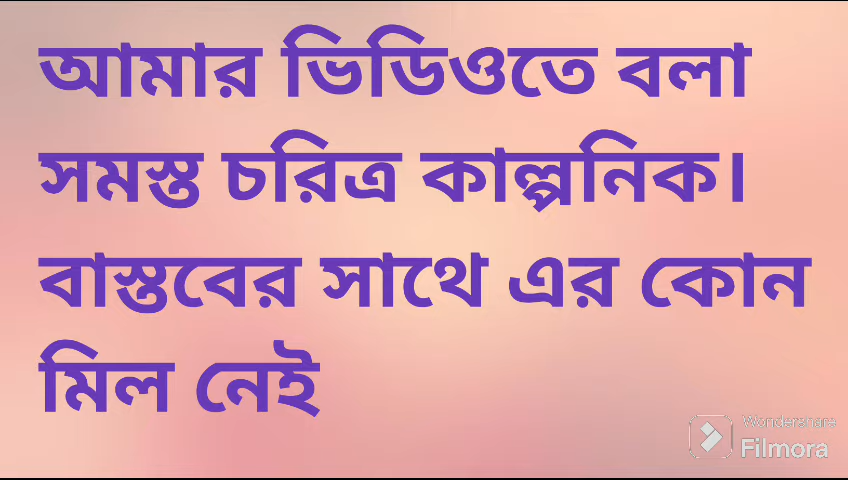 আমার ভিডিওতে বলা
সমস্ত চরিত্র কাল্পনিক।
বাস্তবের সাথে এর কোন
মিল নেই
Wondershare
Filmora